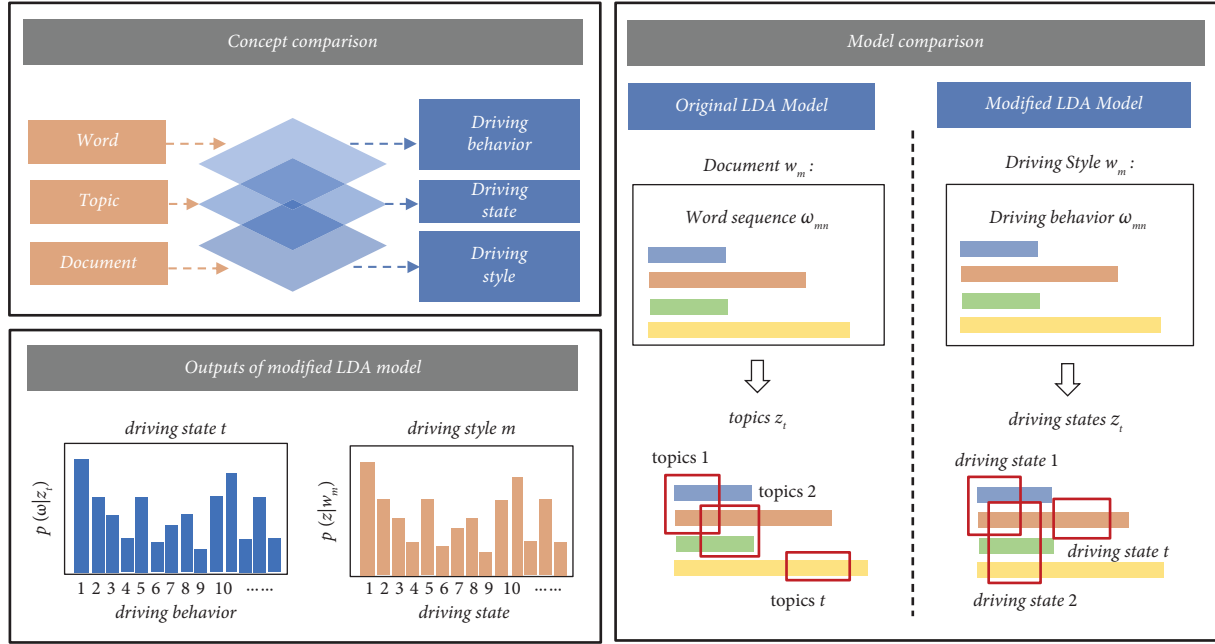 Concept comparison
Word
Topic
Document
Driving
behavior
Driving
state
Driving
style
Outputs of modified LDA model
driving state t
p (ω|z_t)
1 2 3 4 5 6 7 8 9 10 ......
driving behavior
driving style m
p (z|w_m)
1 2 3 4 5 6 7 8 9 10 ......
driving state
Model comparison
Original LDA Model
Document w_m :
Word sequence ω_mn
topics z_t
topics 1
topics 2
topics t
Modified LDA Model
Driving Style w_m :
Driving behavior ω_mn
driving states z_t
driving state 1
driving state t
driving state 2